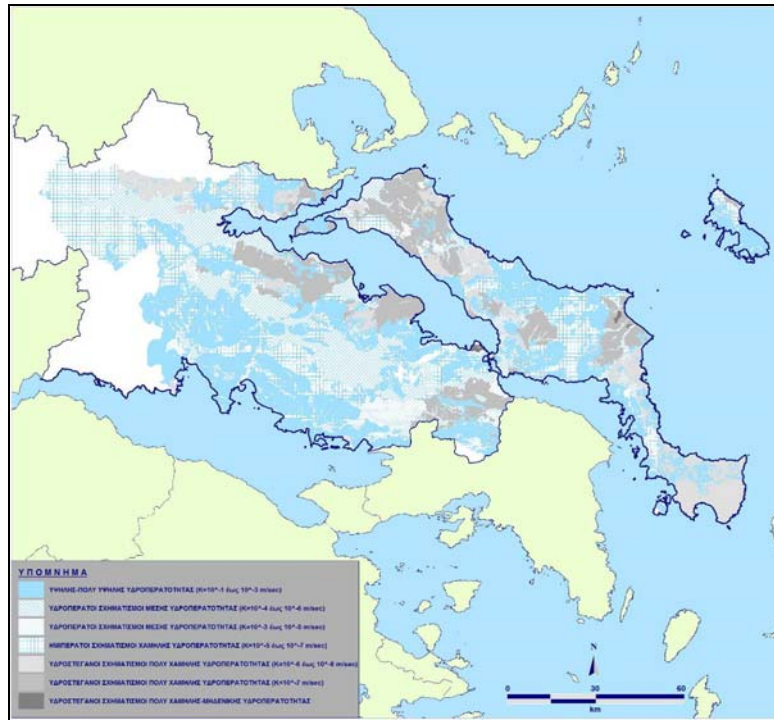 Υ Π Ο Μ Ν Η Μ Α
ΥΨΗΛΗΣ-ΠΟΛΥ ΥΨΗΛΗΣ ΥΔΡΟΠΕΡΑΤΟΤΗΤΑΣ (Κ>10^-1 έως 10^-3 m/sec)
ΥΔΡΟΠΕΡΑΤΟΙ ΣΧΗΜΑΤΙΣΜΟΙ ΜΕΣΗΣ ΥΔΡΟΠΕΡΑΤΟΤΗΤΑΣ (Κ=10^-4 έως 10^-6 m/sec)
ΥΔΡΟΠΕΡΑΤΟΙ ΣΧΗΜΑΤΙΣΜΟΙ ΜΕΣΗΣ ΥΔΡΟΠΕΡΑΤΟΤΗΤΑΣ (Κ=10^-3 έως 10^-5 m/sec)
ΗΜΙΠΕΡΑΤΟΙ ΣΧΗΜΑΤΙΣΜΟΙ ΧΑΜΗΛΗΣ ΥΔΡΟΠΕΡΑΤΟΤΗΤΑΣ (Κ=10^-5 έως 10^-7 m/sec)
ΥΔΡΟΣΤΕΓΑΝΟΙ ΣΧΗΜΑΤΙΣΜΟΙ ΠΟΛΥ ΧΑΜΗΛΗΣ ΥΔΡΟΠΕΡΑΤΟΤΗΤΑΣ (Κ=10^-6 έως 10^-8 m/sec)
ΥΔΡΟΣΤΕΓΑΝΟΙ ΣΧΗΜΑΤΙΣΜΟΙ ΠΟΛΥ ΧΑΜΗΛΗΣ ΥΔΡΟΠΕΡΑΤΟΤΗΤΑΣ (Κ<10^-7 m/sec)
ΥΔΡΟΣΤΕΓΑΝΟΙ ΣΧΗΜΑΤΙΣΜΟΙ ΠΟΛΥ ΧΑΜΗΛΗΣ-ΜΗΔΕΝΙΚΗΣ ΥΔΡΟΠΕΡΑΤΟΤΗΤΑΣ
N
0 30 60
km